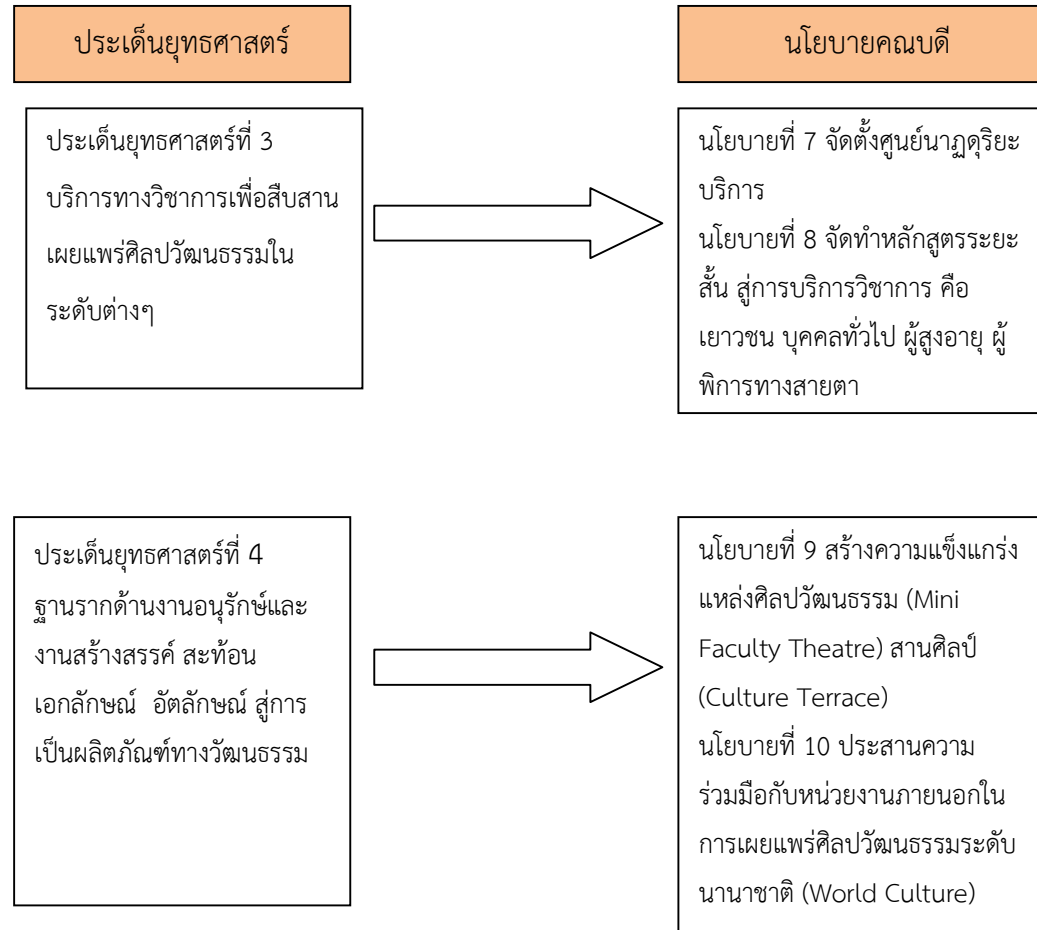 ประเด็นยุทธศาสตร์
นโยบายคณบดี
ประเด็นยุทธศาสตร์ที่ 3
บริการทางวิชาการเพื่อสืบสาน
เผยแพร่ศิลปวัฒนธรรมใน
ระดับต่างๆ
นโยบายที่ 7 จัดตั้งศูนย์นาฏดุริยะ
บริการ
นโยบายที่ 8 จัดทำหลักสูตรระยะ
สั้น สู่การบริการวิชาการ คือ
เยาวชน บุคคลทั่วไป ผู้สูงอายุ ผู้
พิการทางสายตา
ประเด็นยุทธศาสตร์ที่ 4
ฐานรากด้านงานอนุรักษ์และ
งานสร้างสรรค์ สะท้อน
เอกลักษณ์ อัตลักษณ์ สู่การ
เป็นผลิตภัณฑ์ทางวัฒนธรรม
นโยบายที่ 9 สร้างความแข็งแกร่ง
แหล่งศิลปวัฒนธรรม (Mini
Faculty Theatre) สานศิลป์
(Culture Terrace)
นโยบายที่ 10 ประสานความ
ร่วมมือกับหน่วยงานภายนอกใน
การเผยแพร่ศิลปวัฒนธรรมระดับ
นานาชาติ (World Culture)